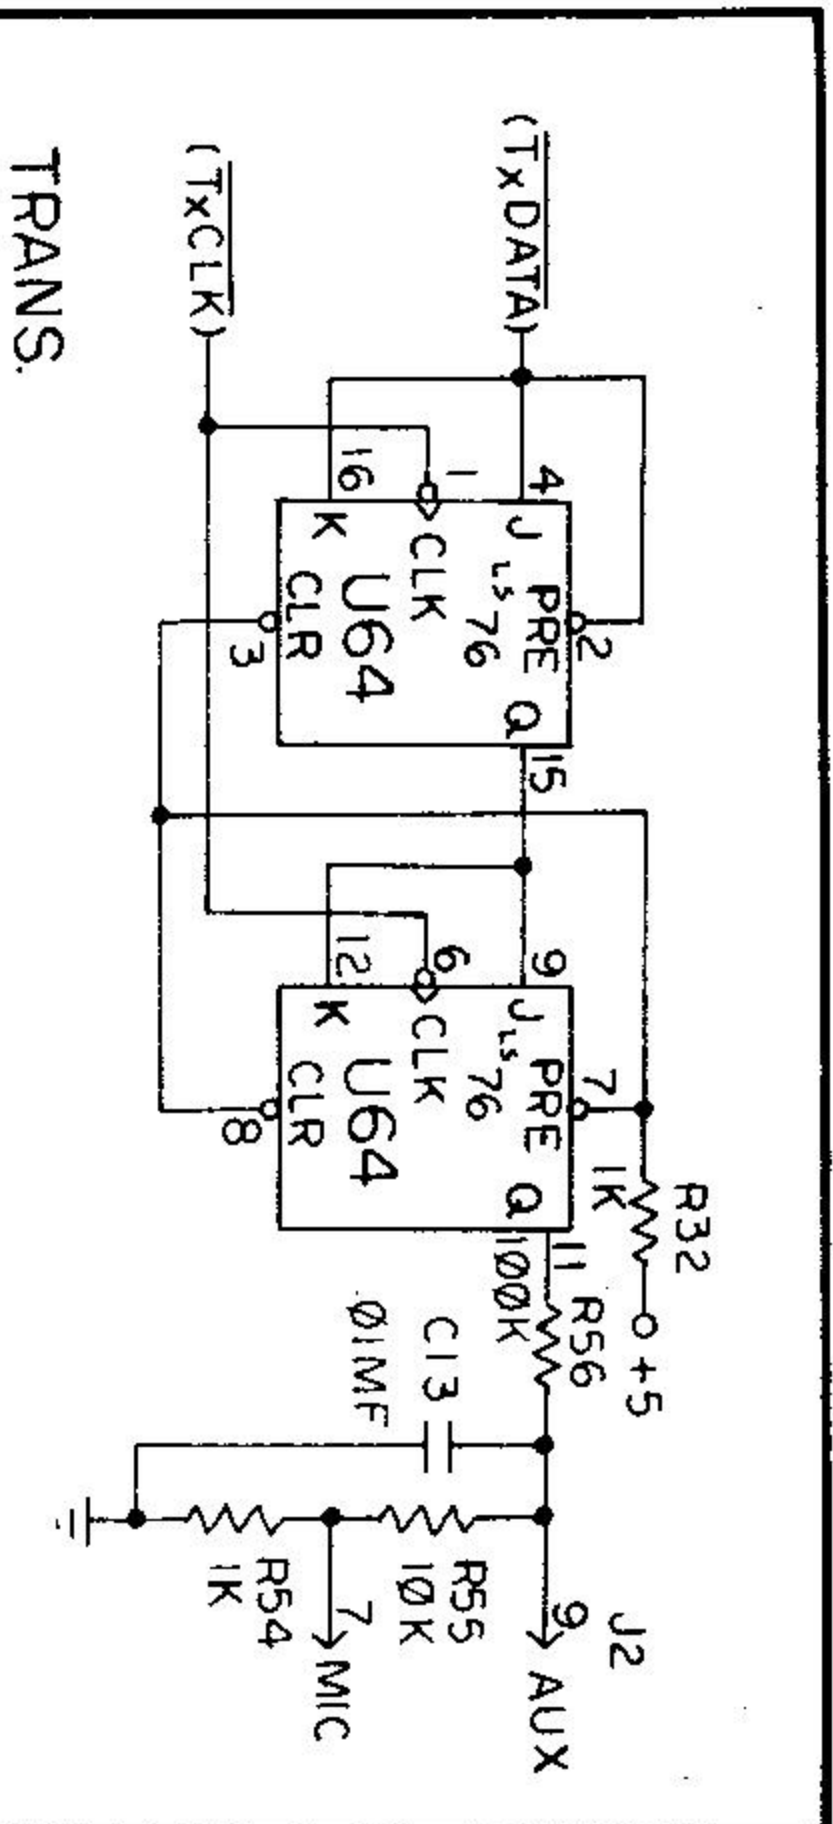 R32
1K
+5
J2
(TxDATA)
4
2
J
PRE
Q
LS
76
15
CLK
1
U64
K
CLR
16
3
9
7
J
PRE
Q
LS
76
11
CLK
6
U64
K
CLR
12
8
R56
100K
9
AUX
C13
.01MF
R55
10K
7
MIC
R54
1K
(TxCLK)
TRANS.